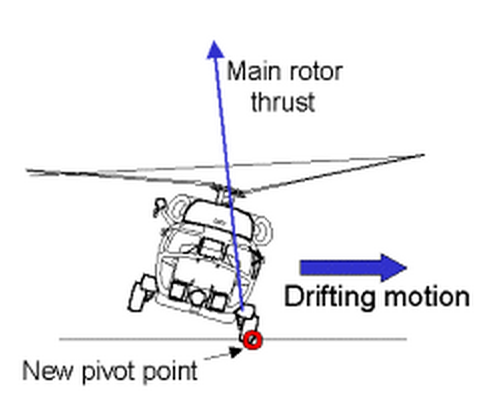 Main rotor
thrust
Drifting motion
New pivot point